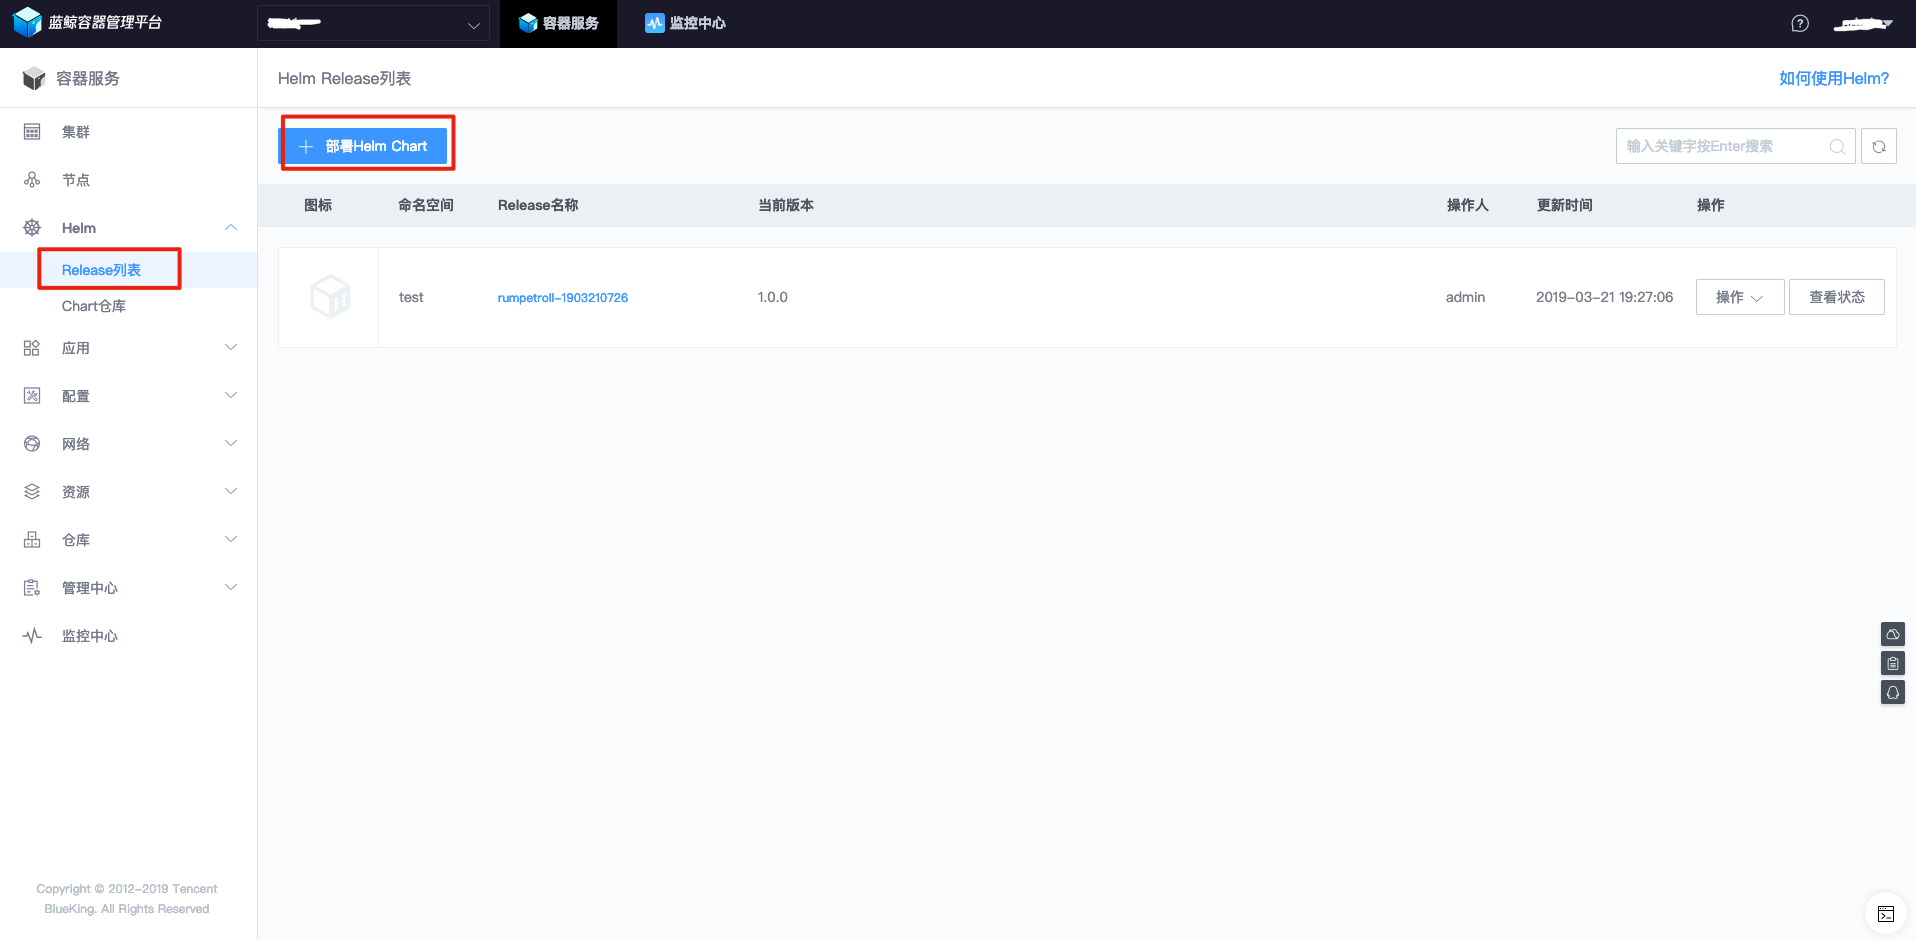 蓝鲸容器管理平台
容器服务
监控中心
容器服务
Helm Release列表
如何使用Helm?
集群
节点
Helm
Release列表
Chart仓库
应用
配置
网络
资源
仓库
管理中心
监控中心
Copyright © 2012-2019 Tencent
BlueKing. All Rights Reserved
部署Helm Chart
输入关键字按Enter搜索
图标 命名空间 Release名称 当前版本 操作人 更新时间 操作
test rumpetroll-1903210726 1.0.0 admin 2019-03-21 19:27:06 操作 查看状态